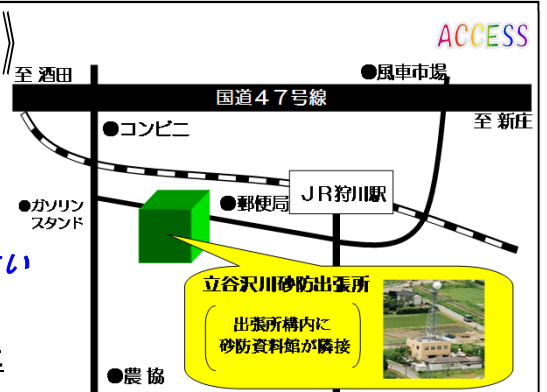 ACCESS
至 酒田
●風車市場
国道47号線
至 新庄
●コンビニ
JR狩川駅
●郵便局
●ガソリン
スタンド
い
立谷沢川砂防出張所
出張所構内に
砂防資料館が隣接
●農協